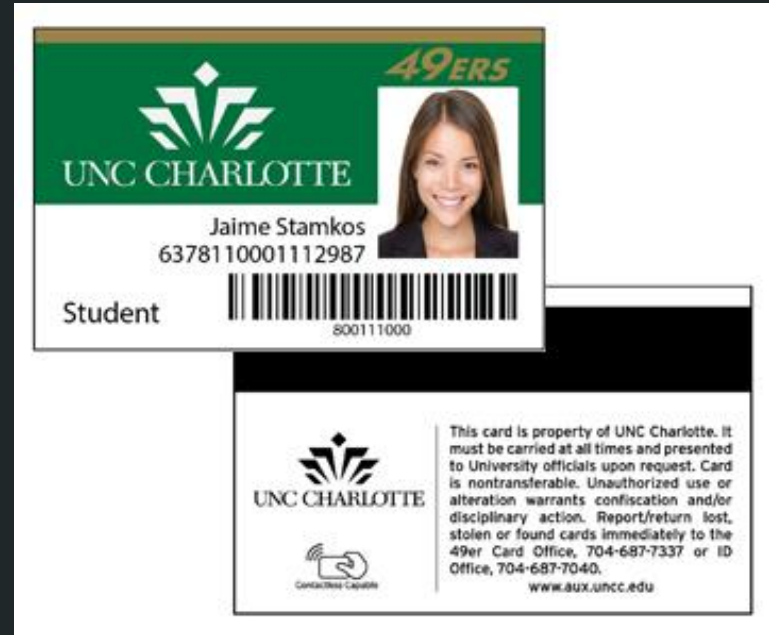 49ERS
UNC CHARLOTTE
Jaime Stamkos
6378110001112987
Student
800111000
UNC CHARLOTTE
Contactless Capable
This card is property of UNC Charlotte. It
must be carried at all times and presented
to University officials upon request. Card
is nontransferable. Unauthorized use or
alteration warrants confiscation and/or
disciplinary action. Report/return lost,
stolen or found cards immediately to the
49er Card Office, 704-687-7337 or ID
Office, 704-687-7040.
www.aux.uncc.edu